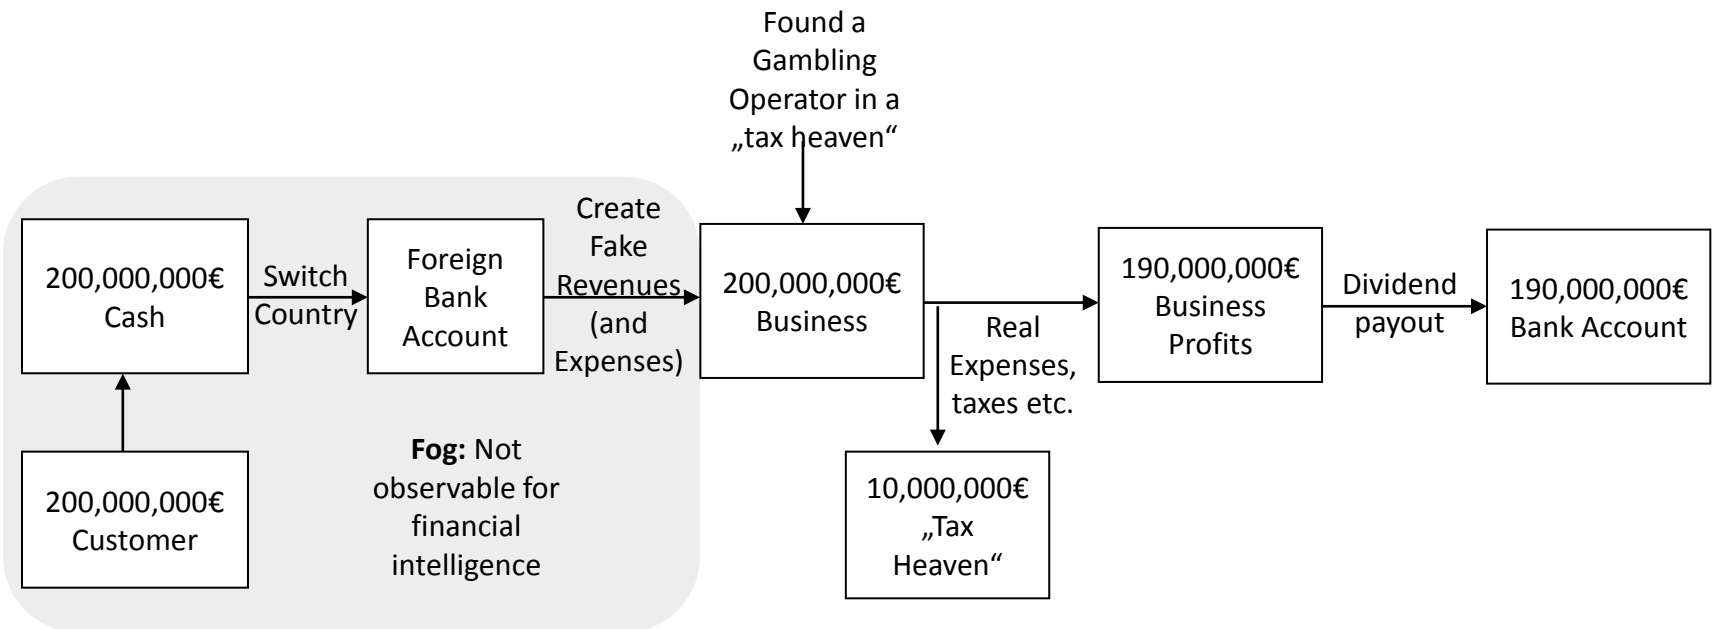 Found a
Gambling
Operator in a
„tax heaven“
200,000,000€
Cash
Switch
Country
Foreign
Bank
Account
Create
Fake
Revenues
(and
Expenses)
200,000,000€
Business
Real
Expenses,
taxes etc.
190,000,000€
Business
Profits
Dividend
payout
190,000,000€
Bank Account
200,000,000€
Customer
Fog: Not
observable for
financial
intelligence
10,000,000€
„Tax
Heaven“